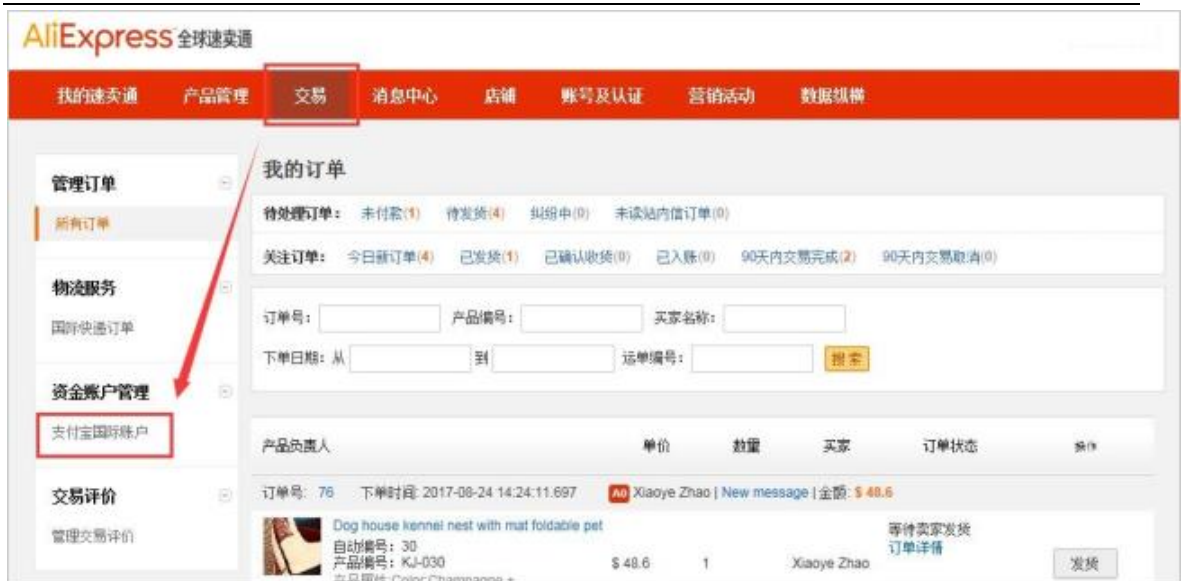 AliExpress 全球速卖通
我的速卖通 产品管理 交易 消息中心 店铺 账号及认证 营销活动 数据纵横
管理订单
所有订单
物流服务
国际快递订单
资金账户管理
支付宝国际账户
交易评价
管理交易评价
我的订单
待处理订单： 未付款(1) 待发货(4) 纠纷中(0) 未读站内信订单(0)
关注订单： 今日新订单(4) 已发货(1) 已确认收货(0) 已入账(0) 90天内交易完成(2) 90天内交易取消(0)
订单号： 产品编号： 买家名称：
下单日期：从 到 运单编号： 搜索
产品负责人 单价 数量 买家 订单状态 操作
订单号: 76 下单时间: 2017-08-24 14:24:11.697 A0 Xiaoye Zhao | New message | 金额: $ 48.6
Dog house kennel nest with mat foldable pet
自动编号：30
产品编号：KJ-030
产品属性:Color:Champagne +
$ 48.6 1 Xiaoye Zhao
等待卖家发货
订单详情
发货